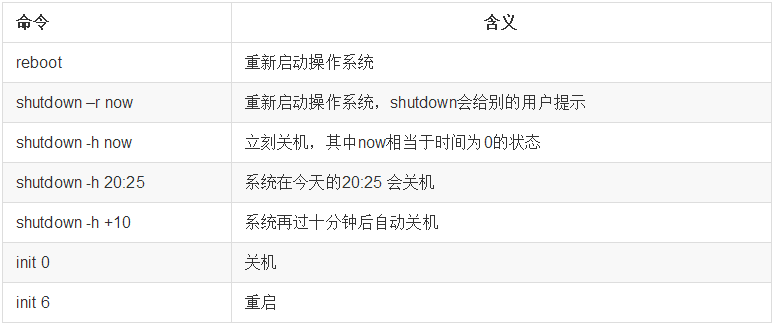 命令 含义
reboot 重新启动操作系统
shutdown –r now 重新启动操作系统，shutdown会给别的用户提示
shutdown -h now 立刻关机，其中now相当于时间为0的状态
shutdown -h 20:25 系统在今天的20:25 会关机
shutdown -h +10 系统再过十分钟后自动关机
init 0 关机
init 6 重启